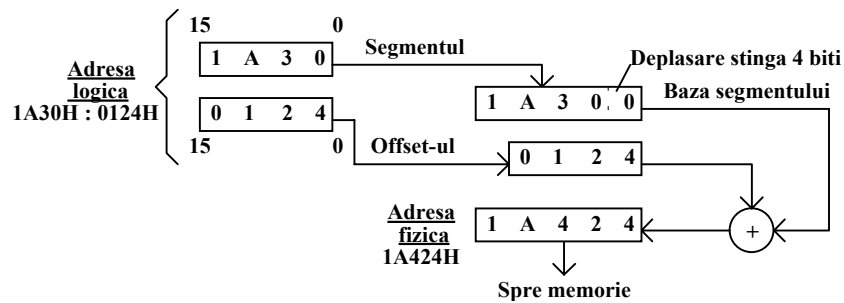 15 0
1 A 3 0
Segmentul
Deplasare stinga 4 biti
Adresa
logica
1A30H : 0124H
1 A 3 0 0
Baza segmentului
0 1 2 4
15 0
Offset-ul
0 1 2 4
Adresa
fizica
1A424H
1 A 4 2 4
+
Spre memorie